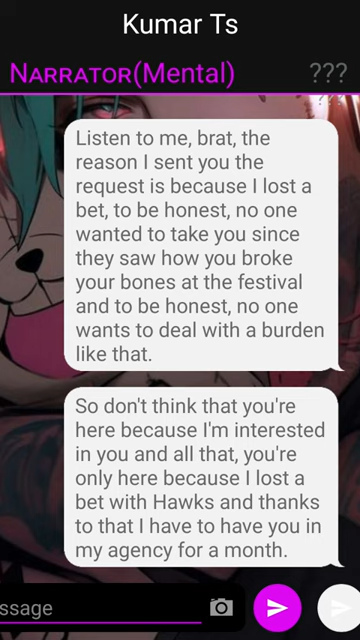 Kumar Ts
Narrator(Mental)
???
Listen to me, brat, the
reason I sent you the
request is because I lost a
bet, to be honest, no one
wanted to take you since
they saw how you broke
your bones at the festival
and to be honest, no one
wants to deal with a burden
like that.
So don't think that you're
here because I'm interested
in you and all that, you're
only here because I lost a
bet with Hawks and thanks
to that I have to have you in
my agency for a month.
ssage